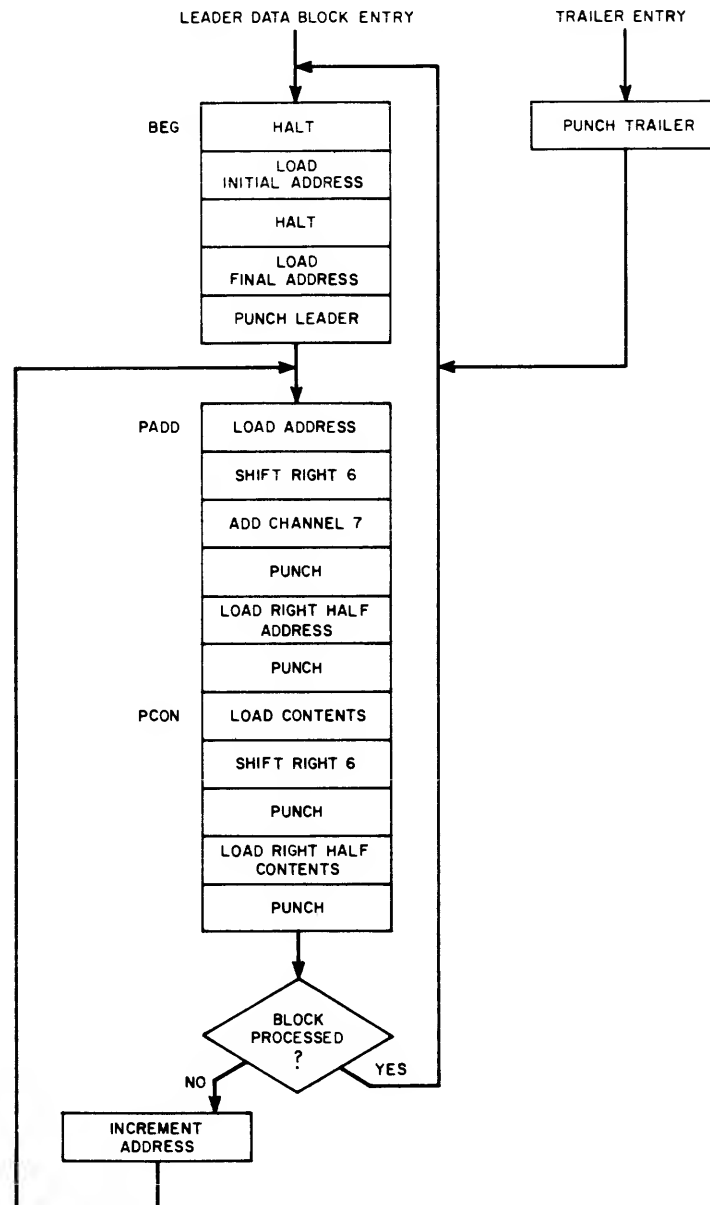 LEADER DATA BLOCK ENTRY
TRAILER ENTRY
BEG
HALT
PUNCH TRAILER
LOAD
INITIAL ADDRESS
HALT
LOAD
FINAL ADDRESS
PUNCH LEADER
PADD
LOAD ADDRESS
SHIFT RIGHT 6
ADD CHANNEL 7
PUNCH
LOAD RIGHT HALF
ADDRESS
PUNCH
PCON
LOAD CONTENTS
SHIFT RIGHT 6
PUNCH
LOAD RIGHT HALF
CONTENTS
PUNCH
BLOCK
PROCESSED
?
NO
YES
INCREMENT
ADDRESS